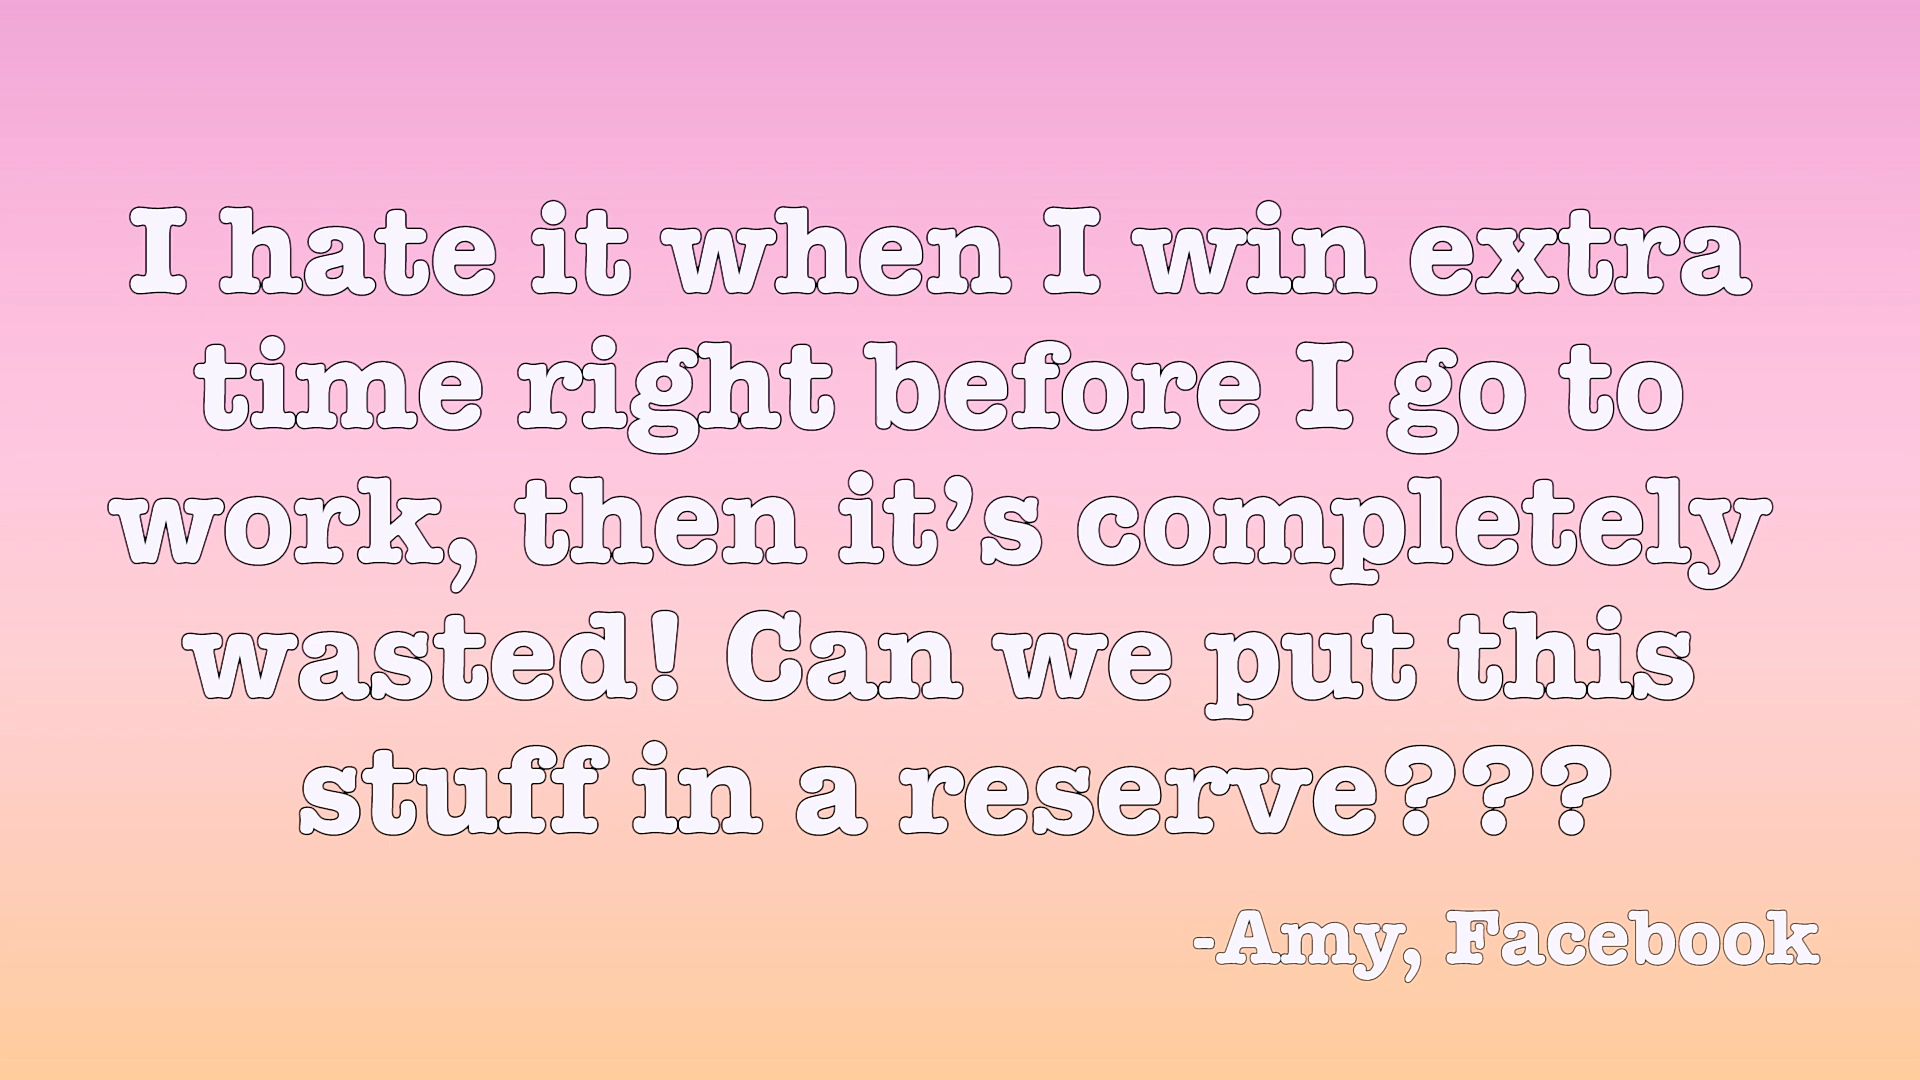 I hate it when I win extra
time right before I go to
work, then it’s completely
wasted! Can we put this
stuff in a reserve???
-Amy, Facebook